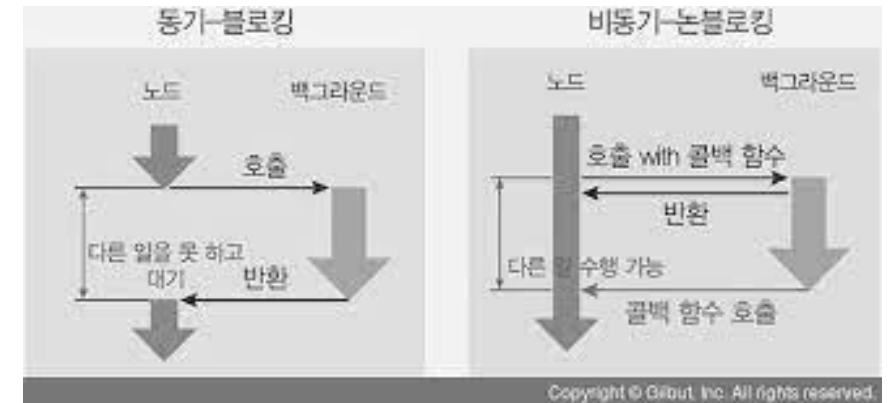 동기-블로킹
노드
백그라운드
호출
다른 일을 못 하고
대기
반환
비동기-논블로킹
노드
백그라운드
호출 with 콜백 함수
반환
다른 일 수행 가능
콜백 함수 호출
Copyright © Gilbut, Inc. All rights reserved.